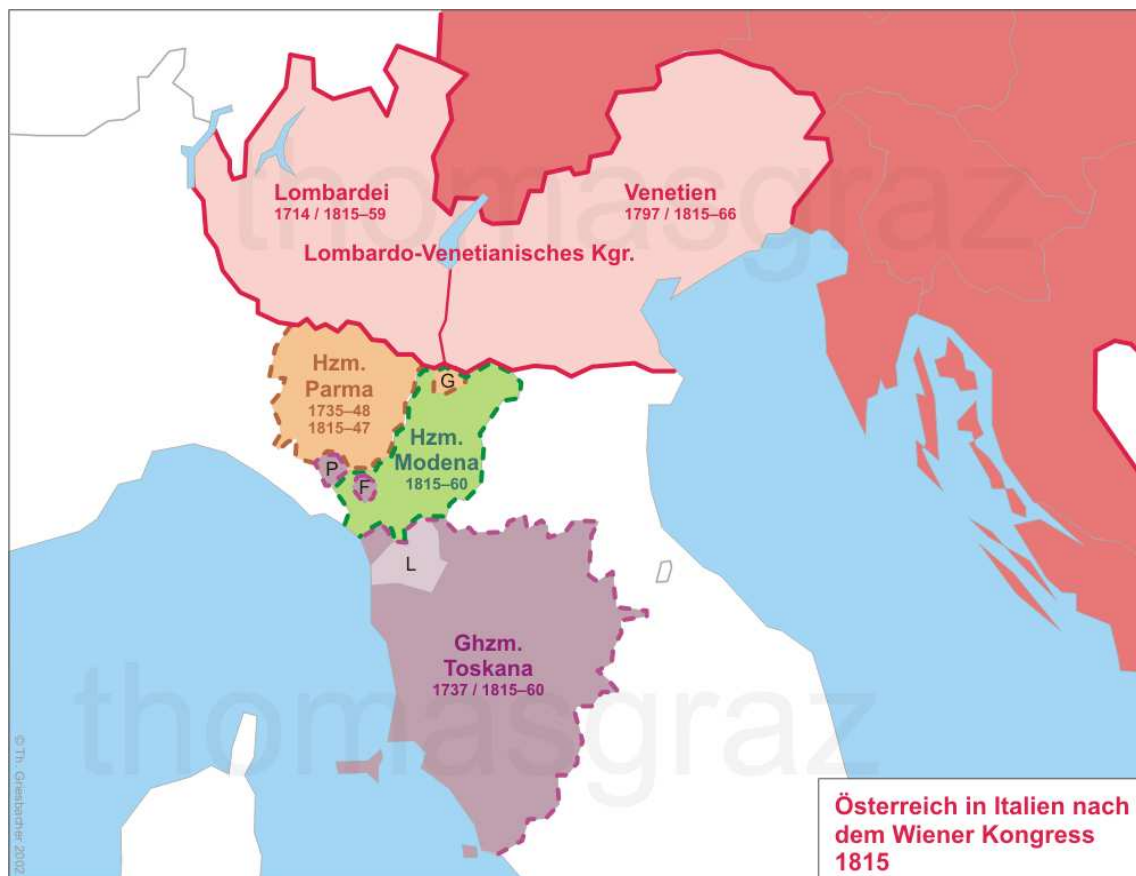 thomasgraz
Lombardei
1714 / 1815–59
Venetien
1797 / 1815–66
Lombardo-Venetianisches Kgr.
Hzm.
Parma
1735–48
1815–47
G
Hzm.
Modena
1815–60
P
F
L
Ghzm.
Toskana
1737 / 1815–60
thomasgraz
© Th. Griesbacher 2002
Österreich in Italien nach
dem Wiener Kongress
1815